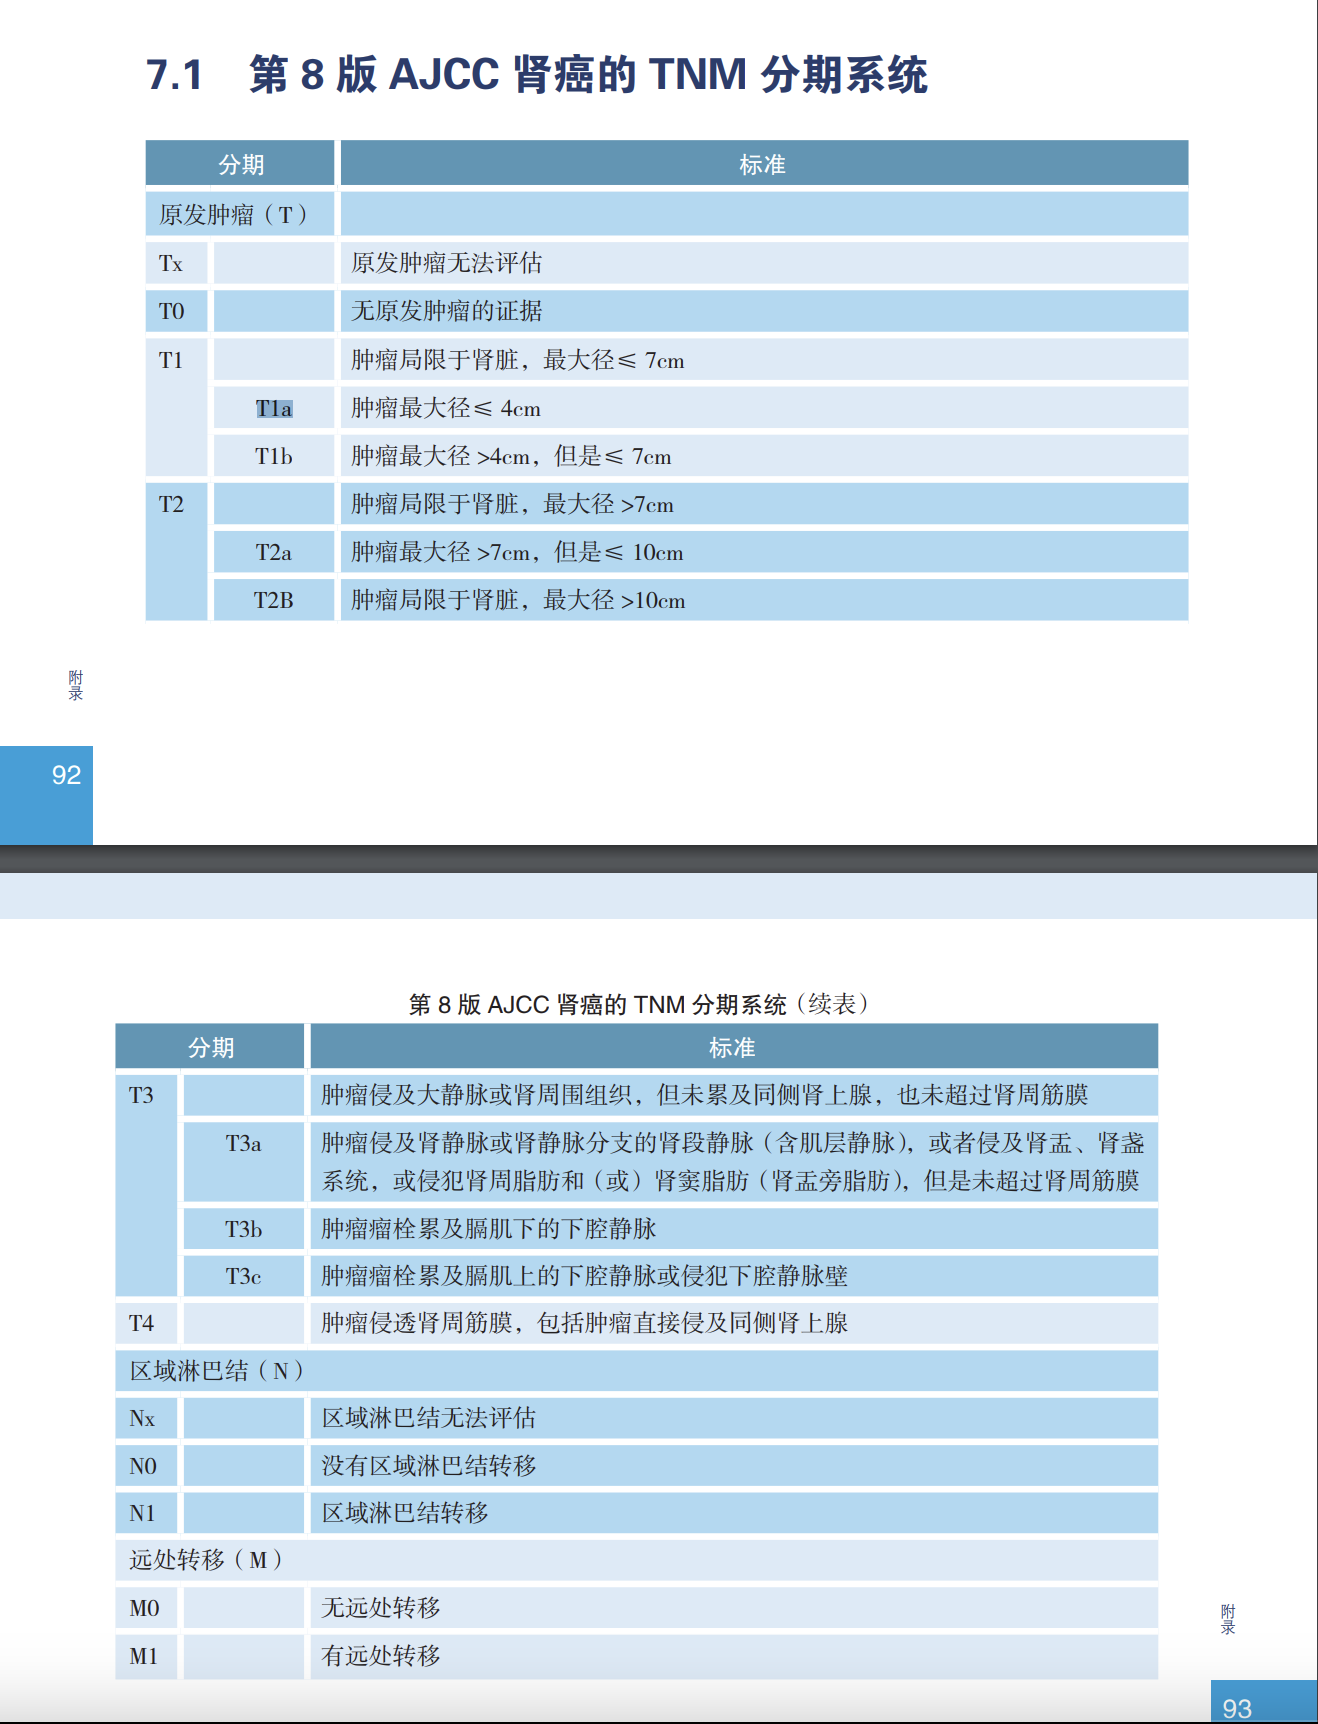 7.1 第 8 版 AJCC 肾癌的 TNM 分期系统
分期 标准
原发肿瘤（T）
Tx 原发肿瘤无法评估
T0 无原发肿瘤的证据
T1 肿瘤局限于肾脏，最大径≤ 7cm
T1a 肿瘤最大径≤ 4cm
T1b 肿瘤最大径 >4cm，但是≤ 7cm
T2 肿瘤局限于肾脏，最大径 >7cm
T2a 肿瘤最大径 >7cm，但是≤ 10cm
T2B 肿瘤局限于肾脏，最大径 >10cm
附录
92
第 8 版 AJCC 肾癌的 TNM 分期系统（续表）
分期 标准
T3 肿瘤侵及大静脉或肾周围组织，但未累及同侧肾上腺，也未超过肾周筋膜
T3a 肿瘤侵及肾静脉或肾静脉分支的肾段静脉（含肌层静脉），或者侵及肾盂、肾盏
系统，或侵犯肾周脂肪和（或）肾窦脂肪（肾盂旁脂肪），但是未超过肾周筋膜
T3b 肿瘤瘤栓累及膈肌下的下腔静脉
T3c 肿瘤瘤栓累及膈肌上的下腔静脉或侵犯下腔静脉壁
T4 肿瘤侵透肾周筋膜，包括肿瘤直接侵及同侧肾上腺
区域淋巴结（N）
Nx 区域淋巴结无法评估
N0 没有区域淋巴结转移
N1 区域淋巴结转移
远处转移（M）
M0 无远处转移
M1 有远处转移
附录
93